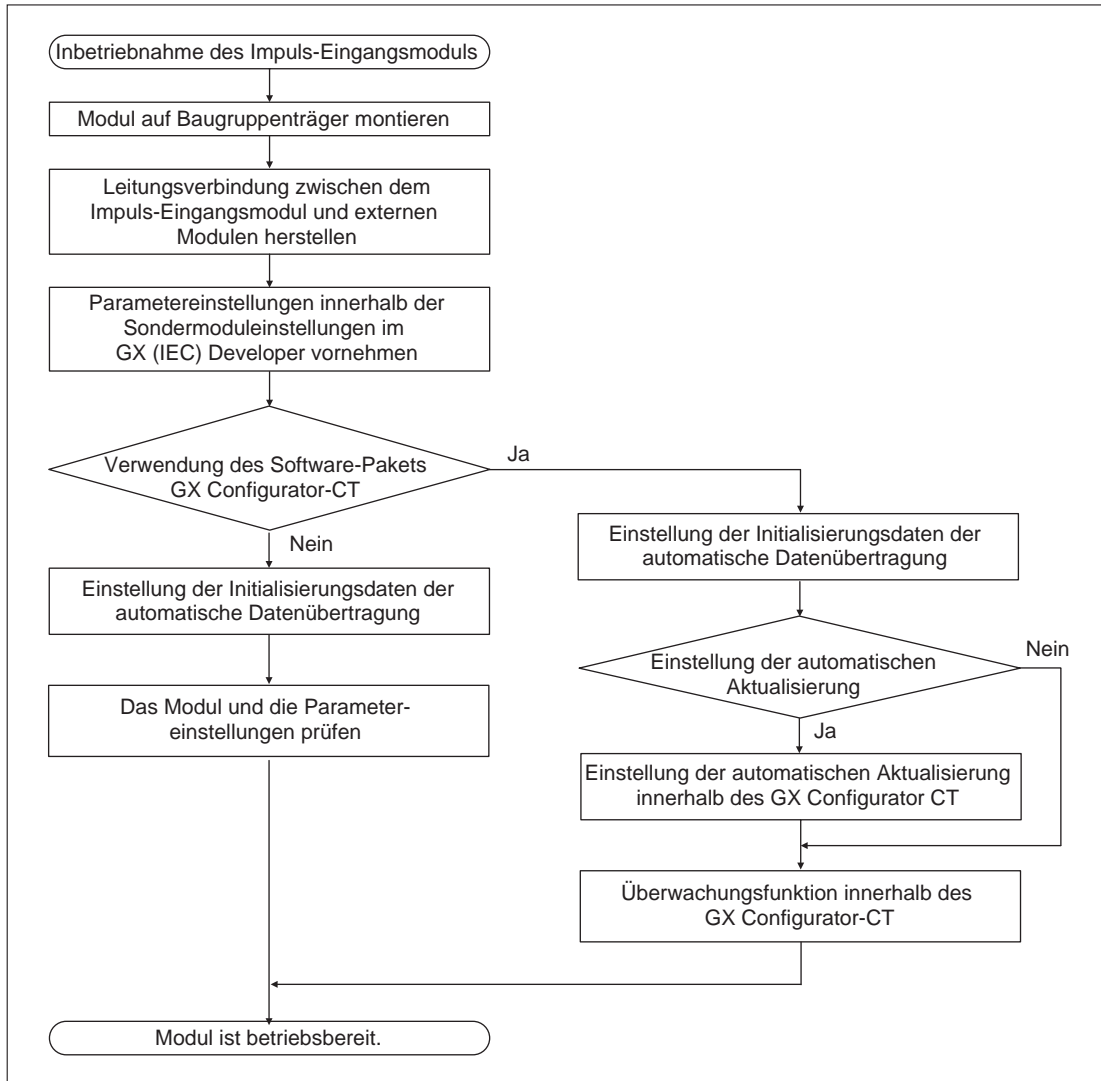 Inbetriebnahme des Impuls-Eingangsmoduls
Modul auf Baugruppenträger montieren
Leitungsverbindung zwischen dem
Impuls-Eingangsmodul und externen
Modulen herstellen
Parametereinstellungen innerhalb der
Sondermoduleinstellungen im
GX (IEC) Developer vornehmen
Verwendung des Software-Pakets
GX Configurator-CT
Ja
Nein
Einstellung der Initialisierungsdaten der
automatische Datenübertragung
Das Modul und die Parameter-
einstellungen prüfen
Einstellung der Initialisierungsdaten der
automatische Datenübertragung
Einstellung der automatischen
Aktualisierung
Nein
Ja
Einstellung der automatischen Aktualisierung
innerhalb des GX Configurator CT
Überwachungsfunktion innerhalb des
GX Configurator-CT
Modul ist betriebsbereit.